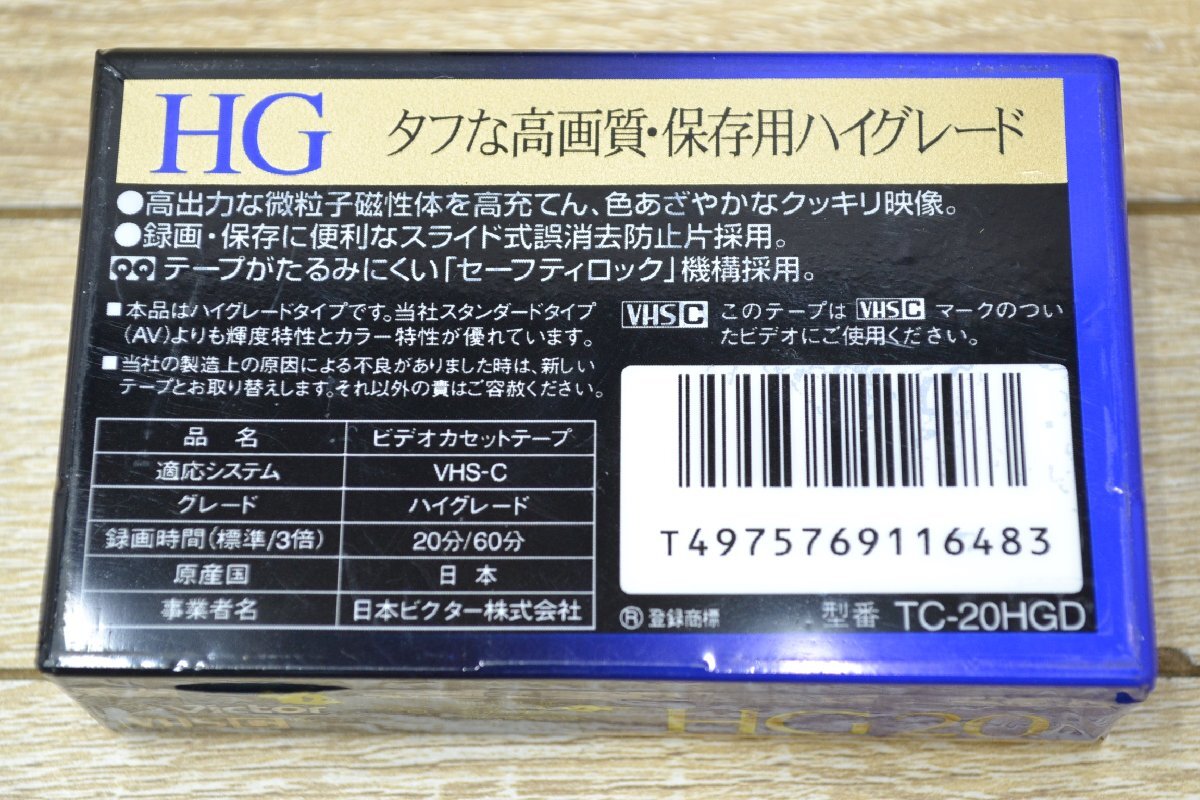 HG タフな高画質・保存用ハイグレード
●高出力な微粒子磁性体を高充てん、色あざやかなクッキリ映像。
●録画・保存に便利なスライド式誤消去防止片採用。
テープがたるみにくい「セーフティロック」機構採用。
■本品はハイグレードタイプです。当社スタンダードタイプ
(AV)よりも輝度特性とカラー特性が優れています。
■当社の製造上の原因による不良がありました時は、新しい
テープとお取り替えします。それ以外の責はご容赦ください。
VHSC このテープは VHSC マークのつい
たビデオにご使用ください。
品名 ビデオカセットテープ
適応システム VHS-C
グレード ハイグレード
録画時間(標準/3倍) 20分/60分
原産国 日本
事業者名 日本ビクター株式会社
T4975769116483
®登録商標 型番 TC-20HGD
Victor
HG20